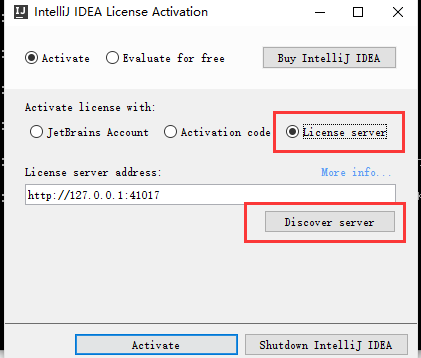 IntelliJ IDEA License Activation
Activate Evaluate for free Buy IntelliJ IDEA
Activate license with:
JetBrains Account Activation code License server
License server address: More info...
http://127.0.0.1:41017
Discover server
Activate Shutdown IntelliJ IDEA